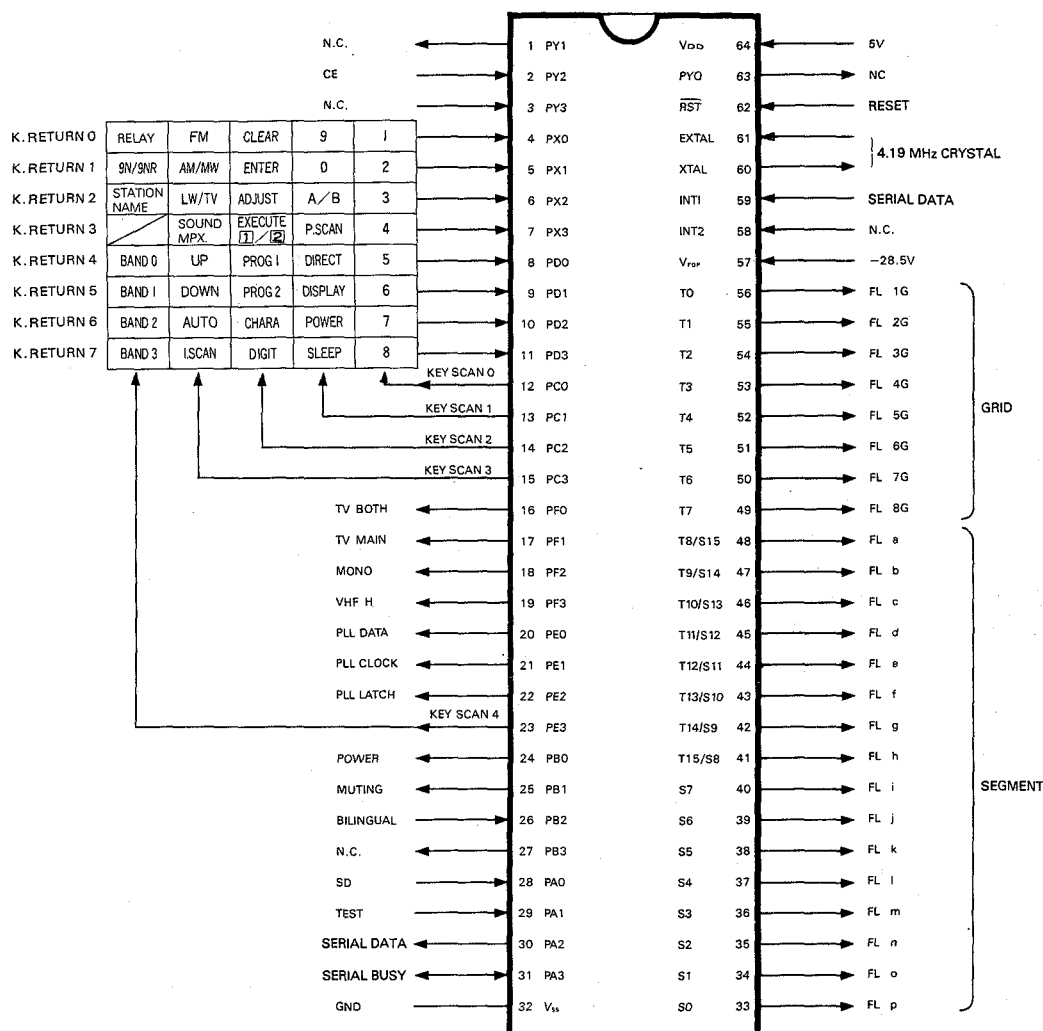 N.C. 1 PY1 VDD 64 5V
CE 2 PY2 PYO 63 NC
N.C. 3 PY3 RST 62 RESET
K.RETURN 0 RELAY FM CLEAR 9 1 4 PX0 EXTAL 61
4.19 MHz CRYSTAL
K.RETURN 1 9N/9NR AM/MW ENTER 0 2 5 PX1 XTAL 60
K.RETURN 2 STATION NAME LW/TV ADJUST A/B 3 6 PX2 INT1 59 SERIAL DATA
K.RETURN 3 SOUND MPX. EXECUTE 1/2 P.SCAN 4 7 PX3 INT2 58 N.C.
K.RETURN 4 BAND 0 UP PROG 1 DIRECT 5 8 PD0 57 −28.5V
K.RETURN 5 BAND 1 DOWN PROG 2 DISPLAY 6 9 PD1 T0 56 FL 1G
K.RETURN 6 BAND 2 AUTO CHARA POWER 7 10 PD2 T1 55 FL 2G
K.RETURN 7 BAND 3 I.SCAN DIGIT SLEEP 8 11 PD3 T2 54 FL 3G
KEY SCAN 0 12 PC0 T3 53 FL 4G
KEY SCAN 1 13 PC1 T4 52 FL 5G
GRID
KEY SCAN 2 14 PC2 T5 51 FL 6G
KEY SCAN 3 15 PC3 T6 50 FL 7G
TV BOTH 16 PF0 T7 49 FL 8G
TV MAIN 17 PF1 T8/S15 48 FL a
MONO 18 PF2 T9/S14 47 FL b
VHF H 19 PF3 T10/S13 46 FL c
PLL DATA 20 PE0 T11/S12 45 FL d
PLL CLOCK 21 PE1 T12/S11 44 FL e
PLL LATCH 22 PE2 T13/S10 43 FL f
KEY SCAN 4 23 PE3 T14/S9 42 FL g
POWER 24 PB0 T15/S8 41 FL h
MUTING 25 PB1 S7 40 FL i
SEGMENT
BILINGUAL 26 PB2 S6 39 FL j
N.C. 27 PB3 S5 38 FL k
SD 28 PA0 S4 37 FL l
TEST 29 PA1 S3 36 FL m
SERIAL DATA 30 PA2 S2 35 FL n
SERIAL BUSY 31 PA3 S1 34 FL o
GND 32 Vss S0 33 FL p